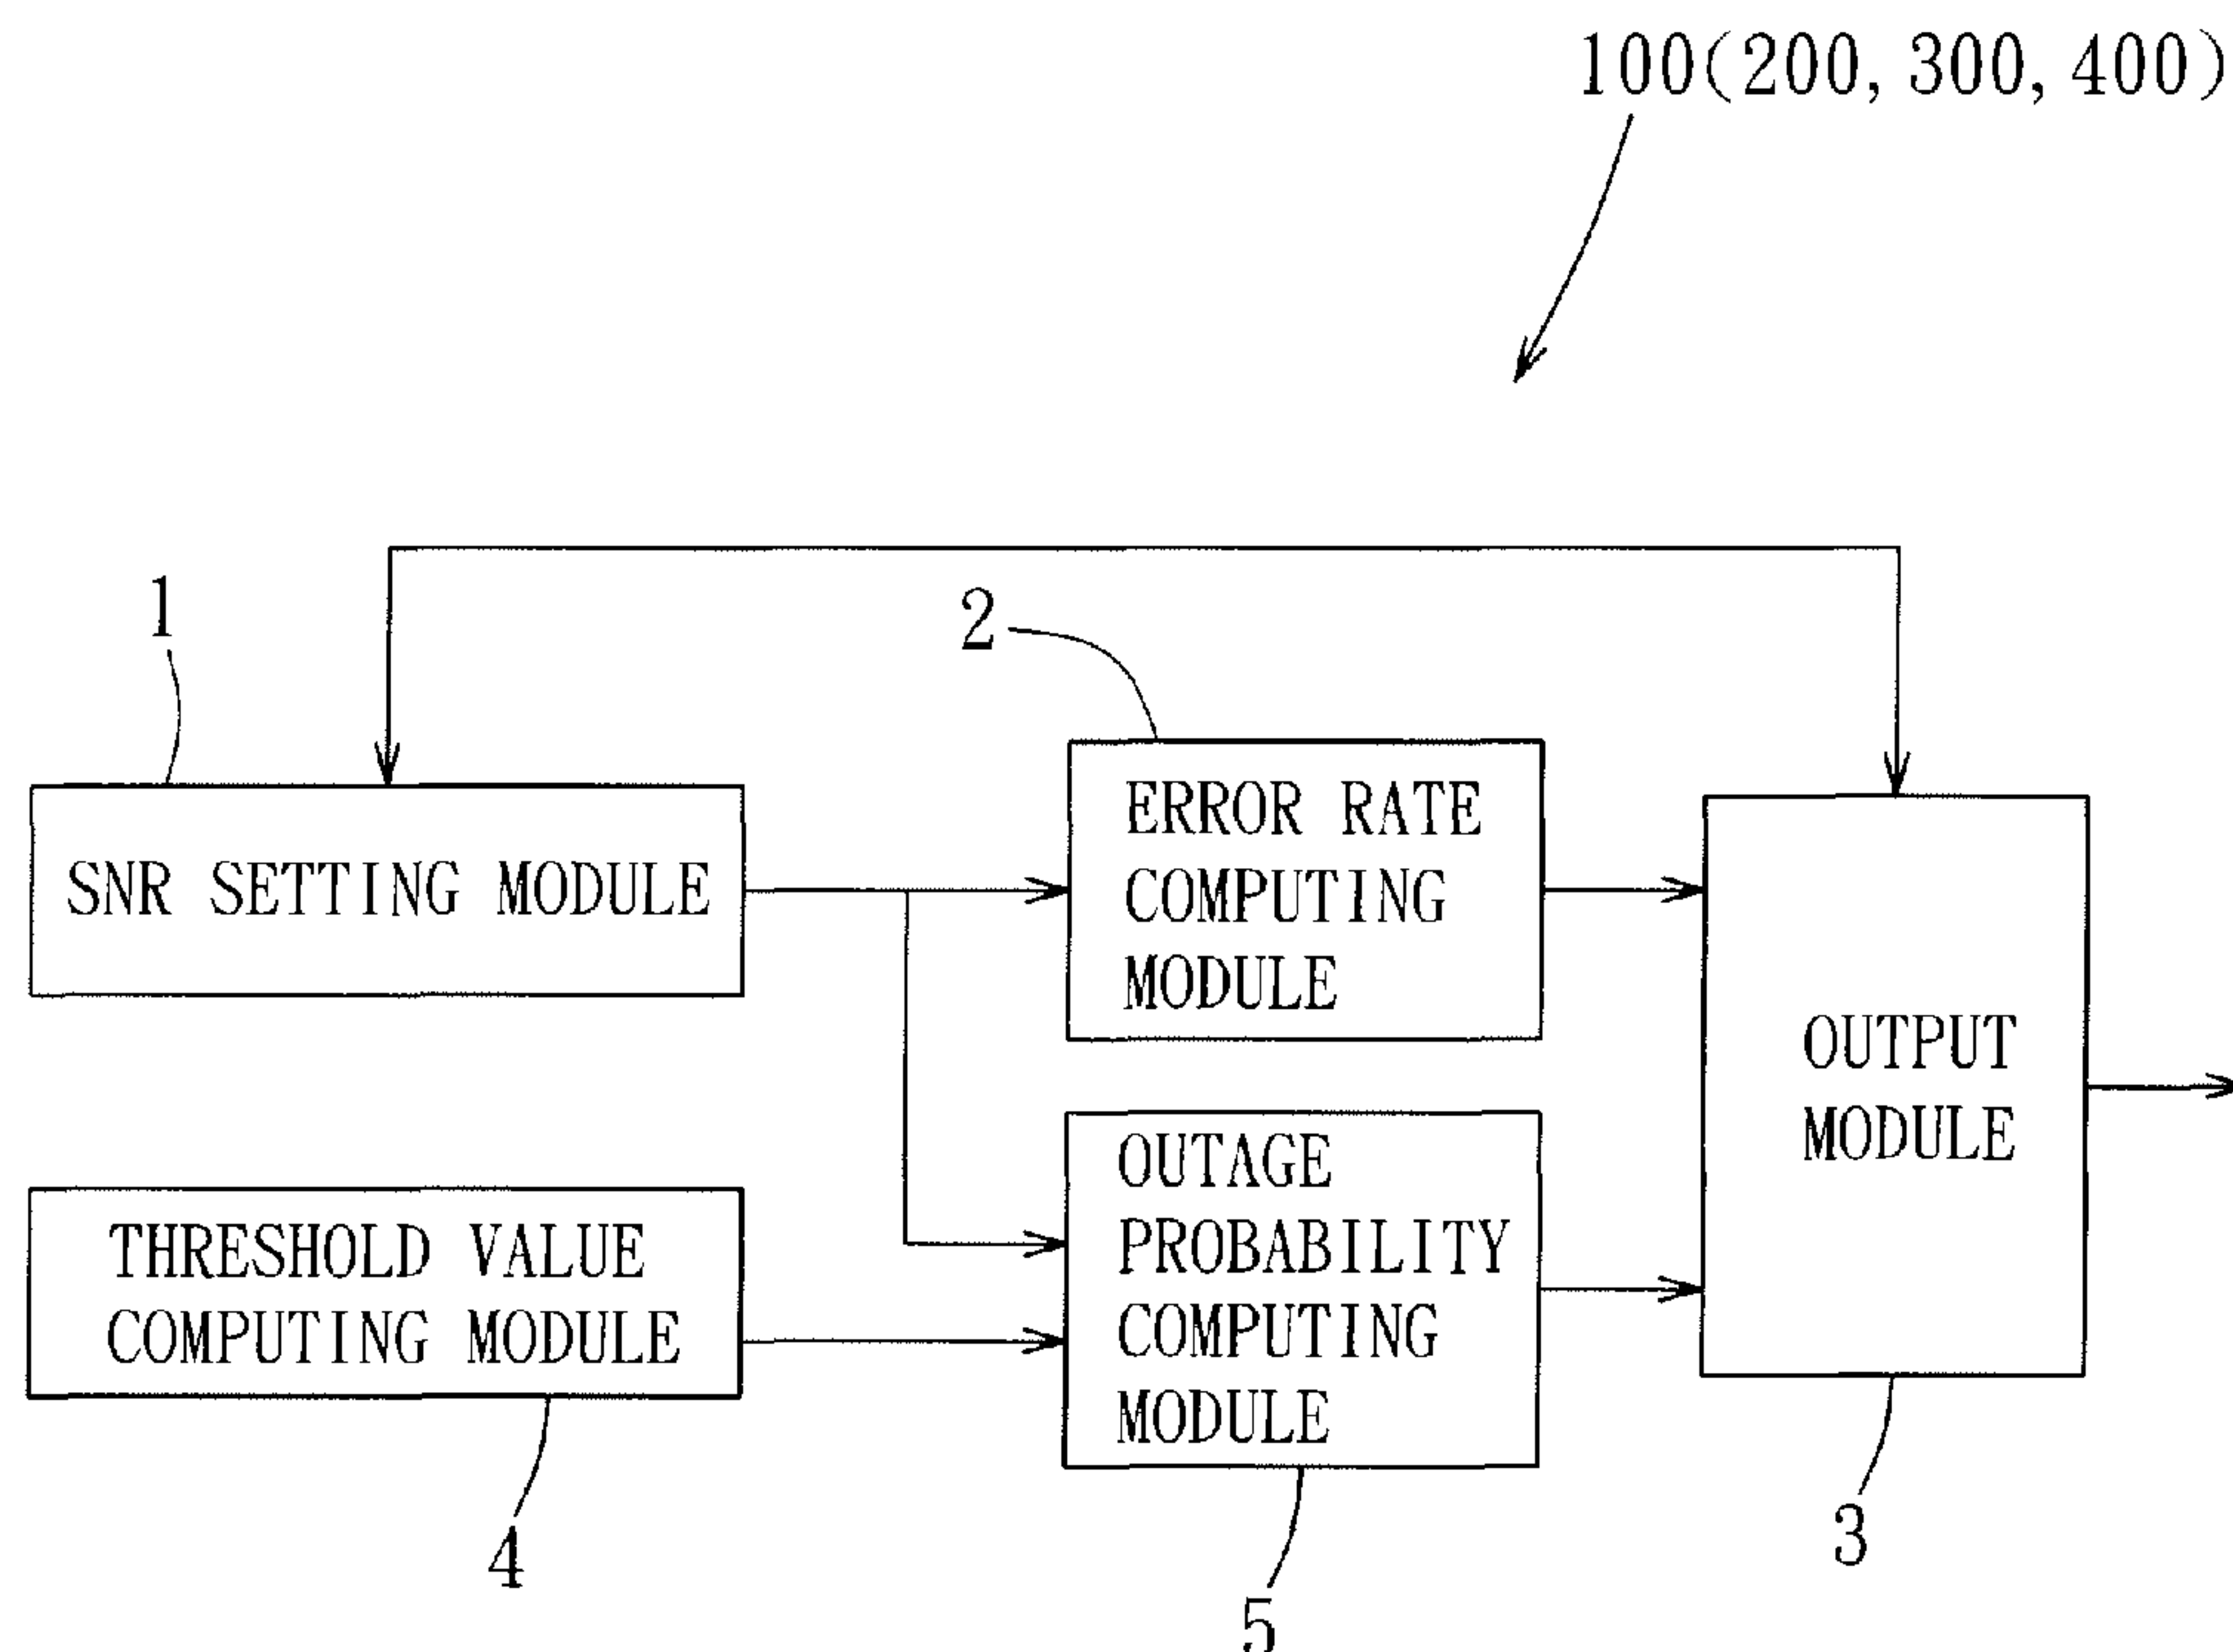 100(200, 300, 400)
1
2
SNR SETTING MODULE
ERROR RATE
COMPUTING
MODULE
OUTPUT
MODULE
THRESHOLD VALUE
COMPUTING MODULE
OUTAGE
PROBABILITY
COMPUTING
MODULE
4
5
3